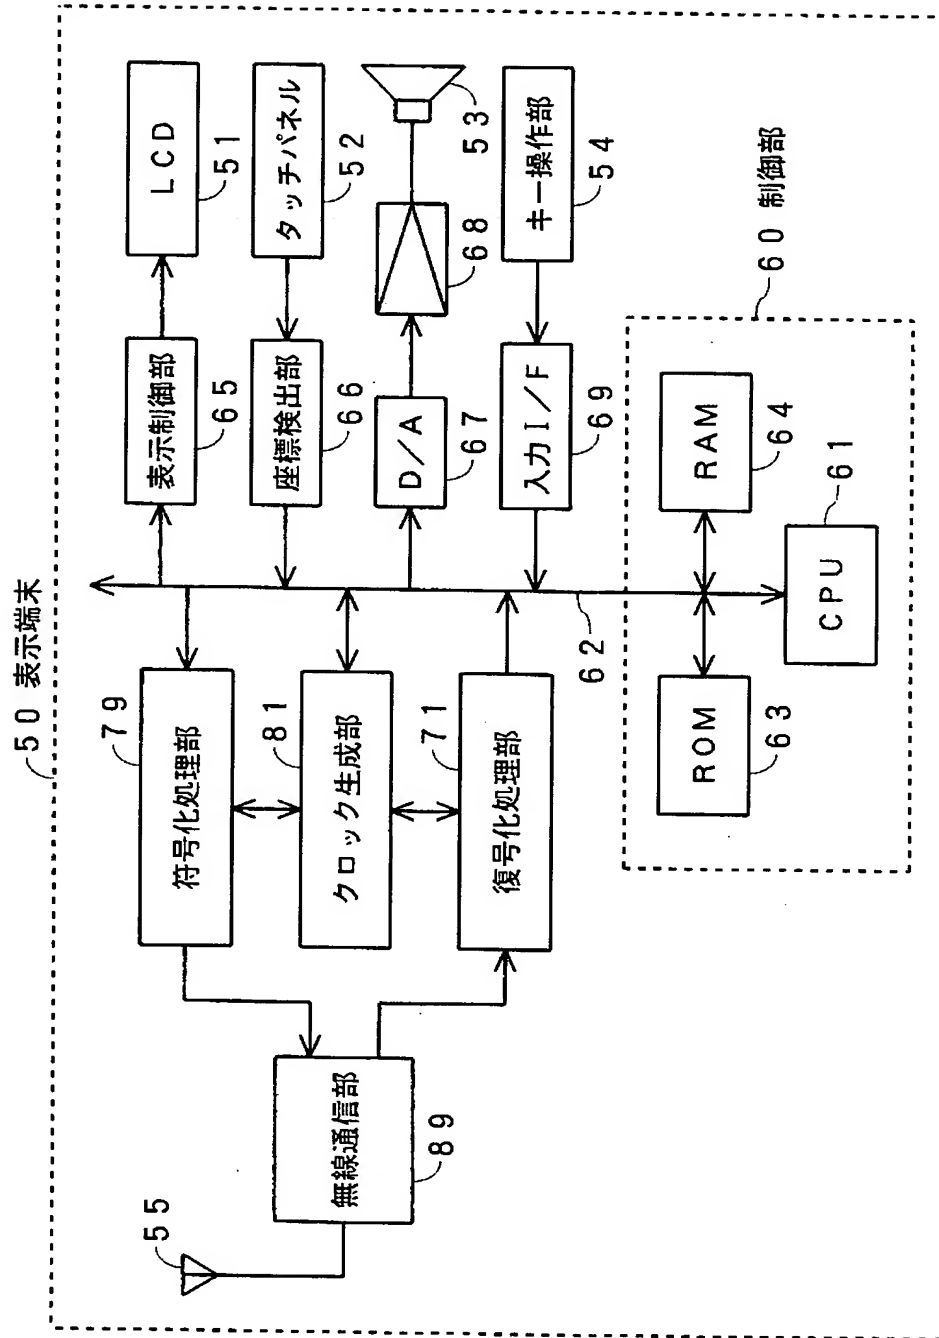 ５０ 表示端末
５５
無線通信部
８９
符号化処理部
７９
クロック生成部
８１
復号化処理部
７１
表示制御部
６５
LCD
５１
座標検出部
６６
タッチパネル
５２
D／A
６７
６８
５３
入力I／F
６９
キー操作部
５４
６２
６０ 制御部
ROM
６３
RAM
６４
CPU
６１